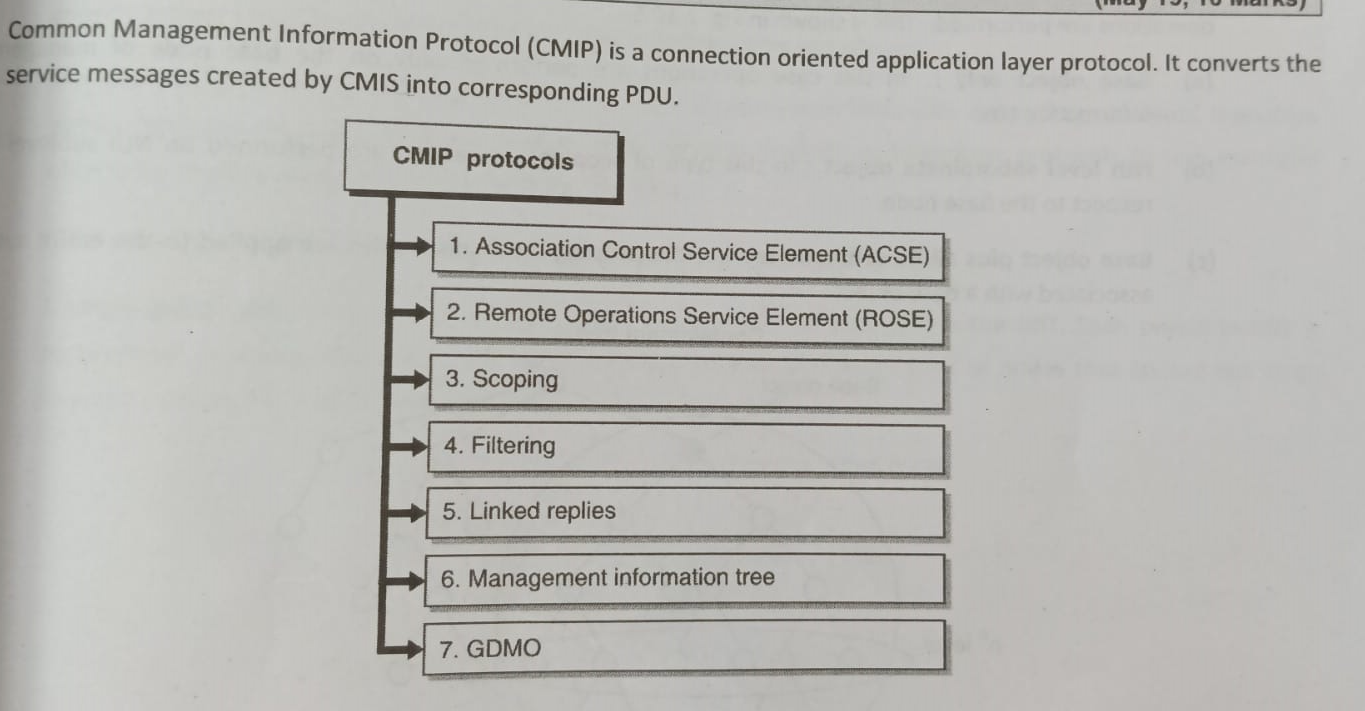 Common Management Information Protocol (CMIP) is a connection oriented application layer protocol. It converts the
service messages created by CMIS into corresponding PDU.
CMIP protocols
1. Association Control Service Element (ACSE)
2. Remote Operations Service Element (ROSE)
3. Scoping
4. Filtering
5. Linked replies
6. Management information tree
7. GDMO